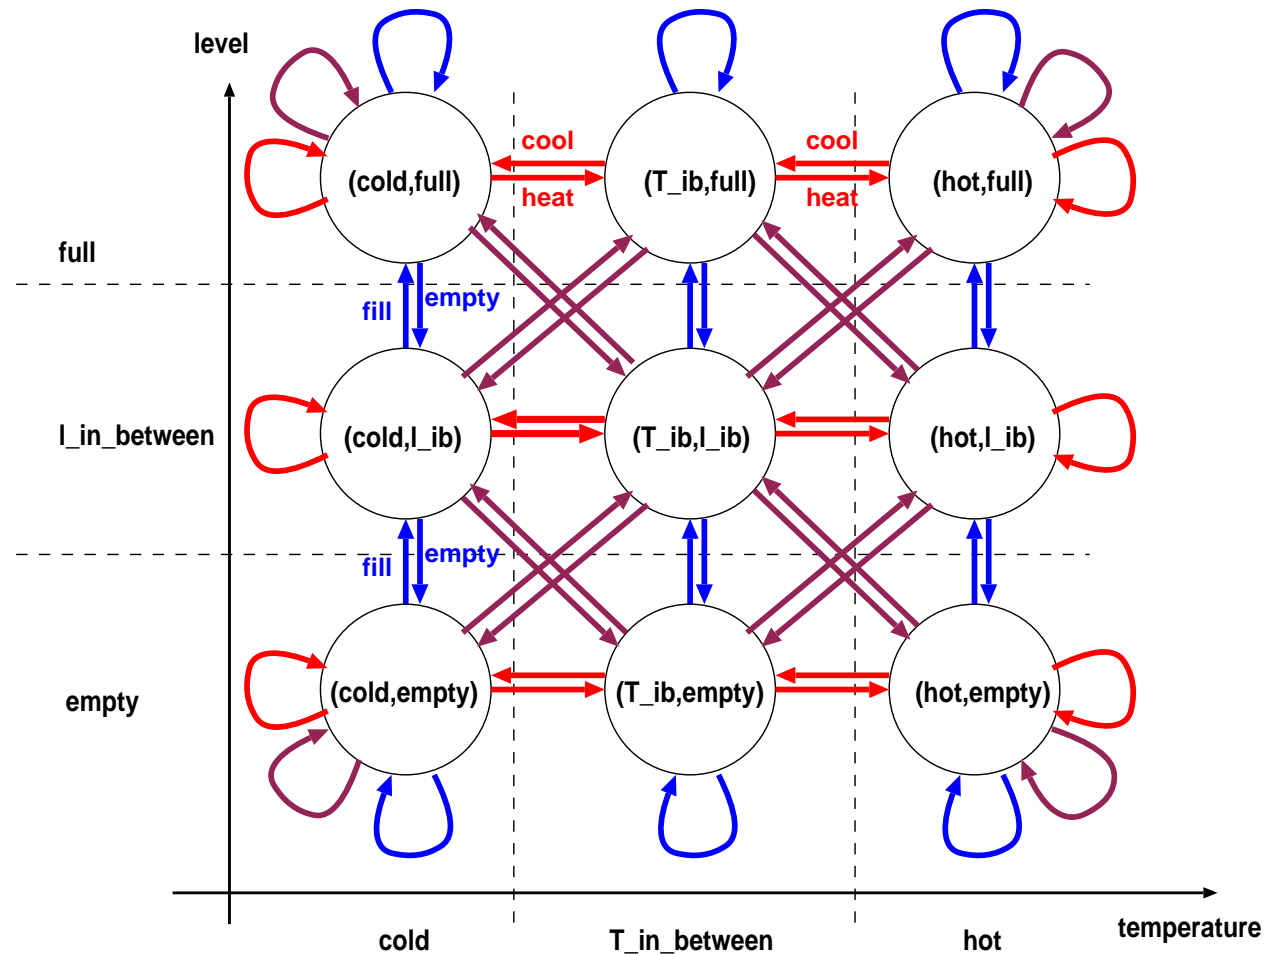 level
cool
cool
(cold,full)
(T_ib,full)
(hot,full)
heat
heat
full
fill
empty
l_in_between
(cold,l_ib)
(T_ib,l_ib)
(hot,l_ib)
fill
empty
empty
(cold,empty)
(T_ib,empty)
(hot,empty)
temperature
cold
T_in_between
hot